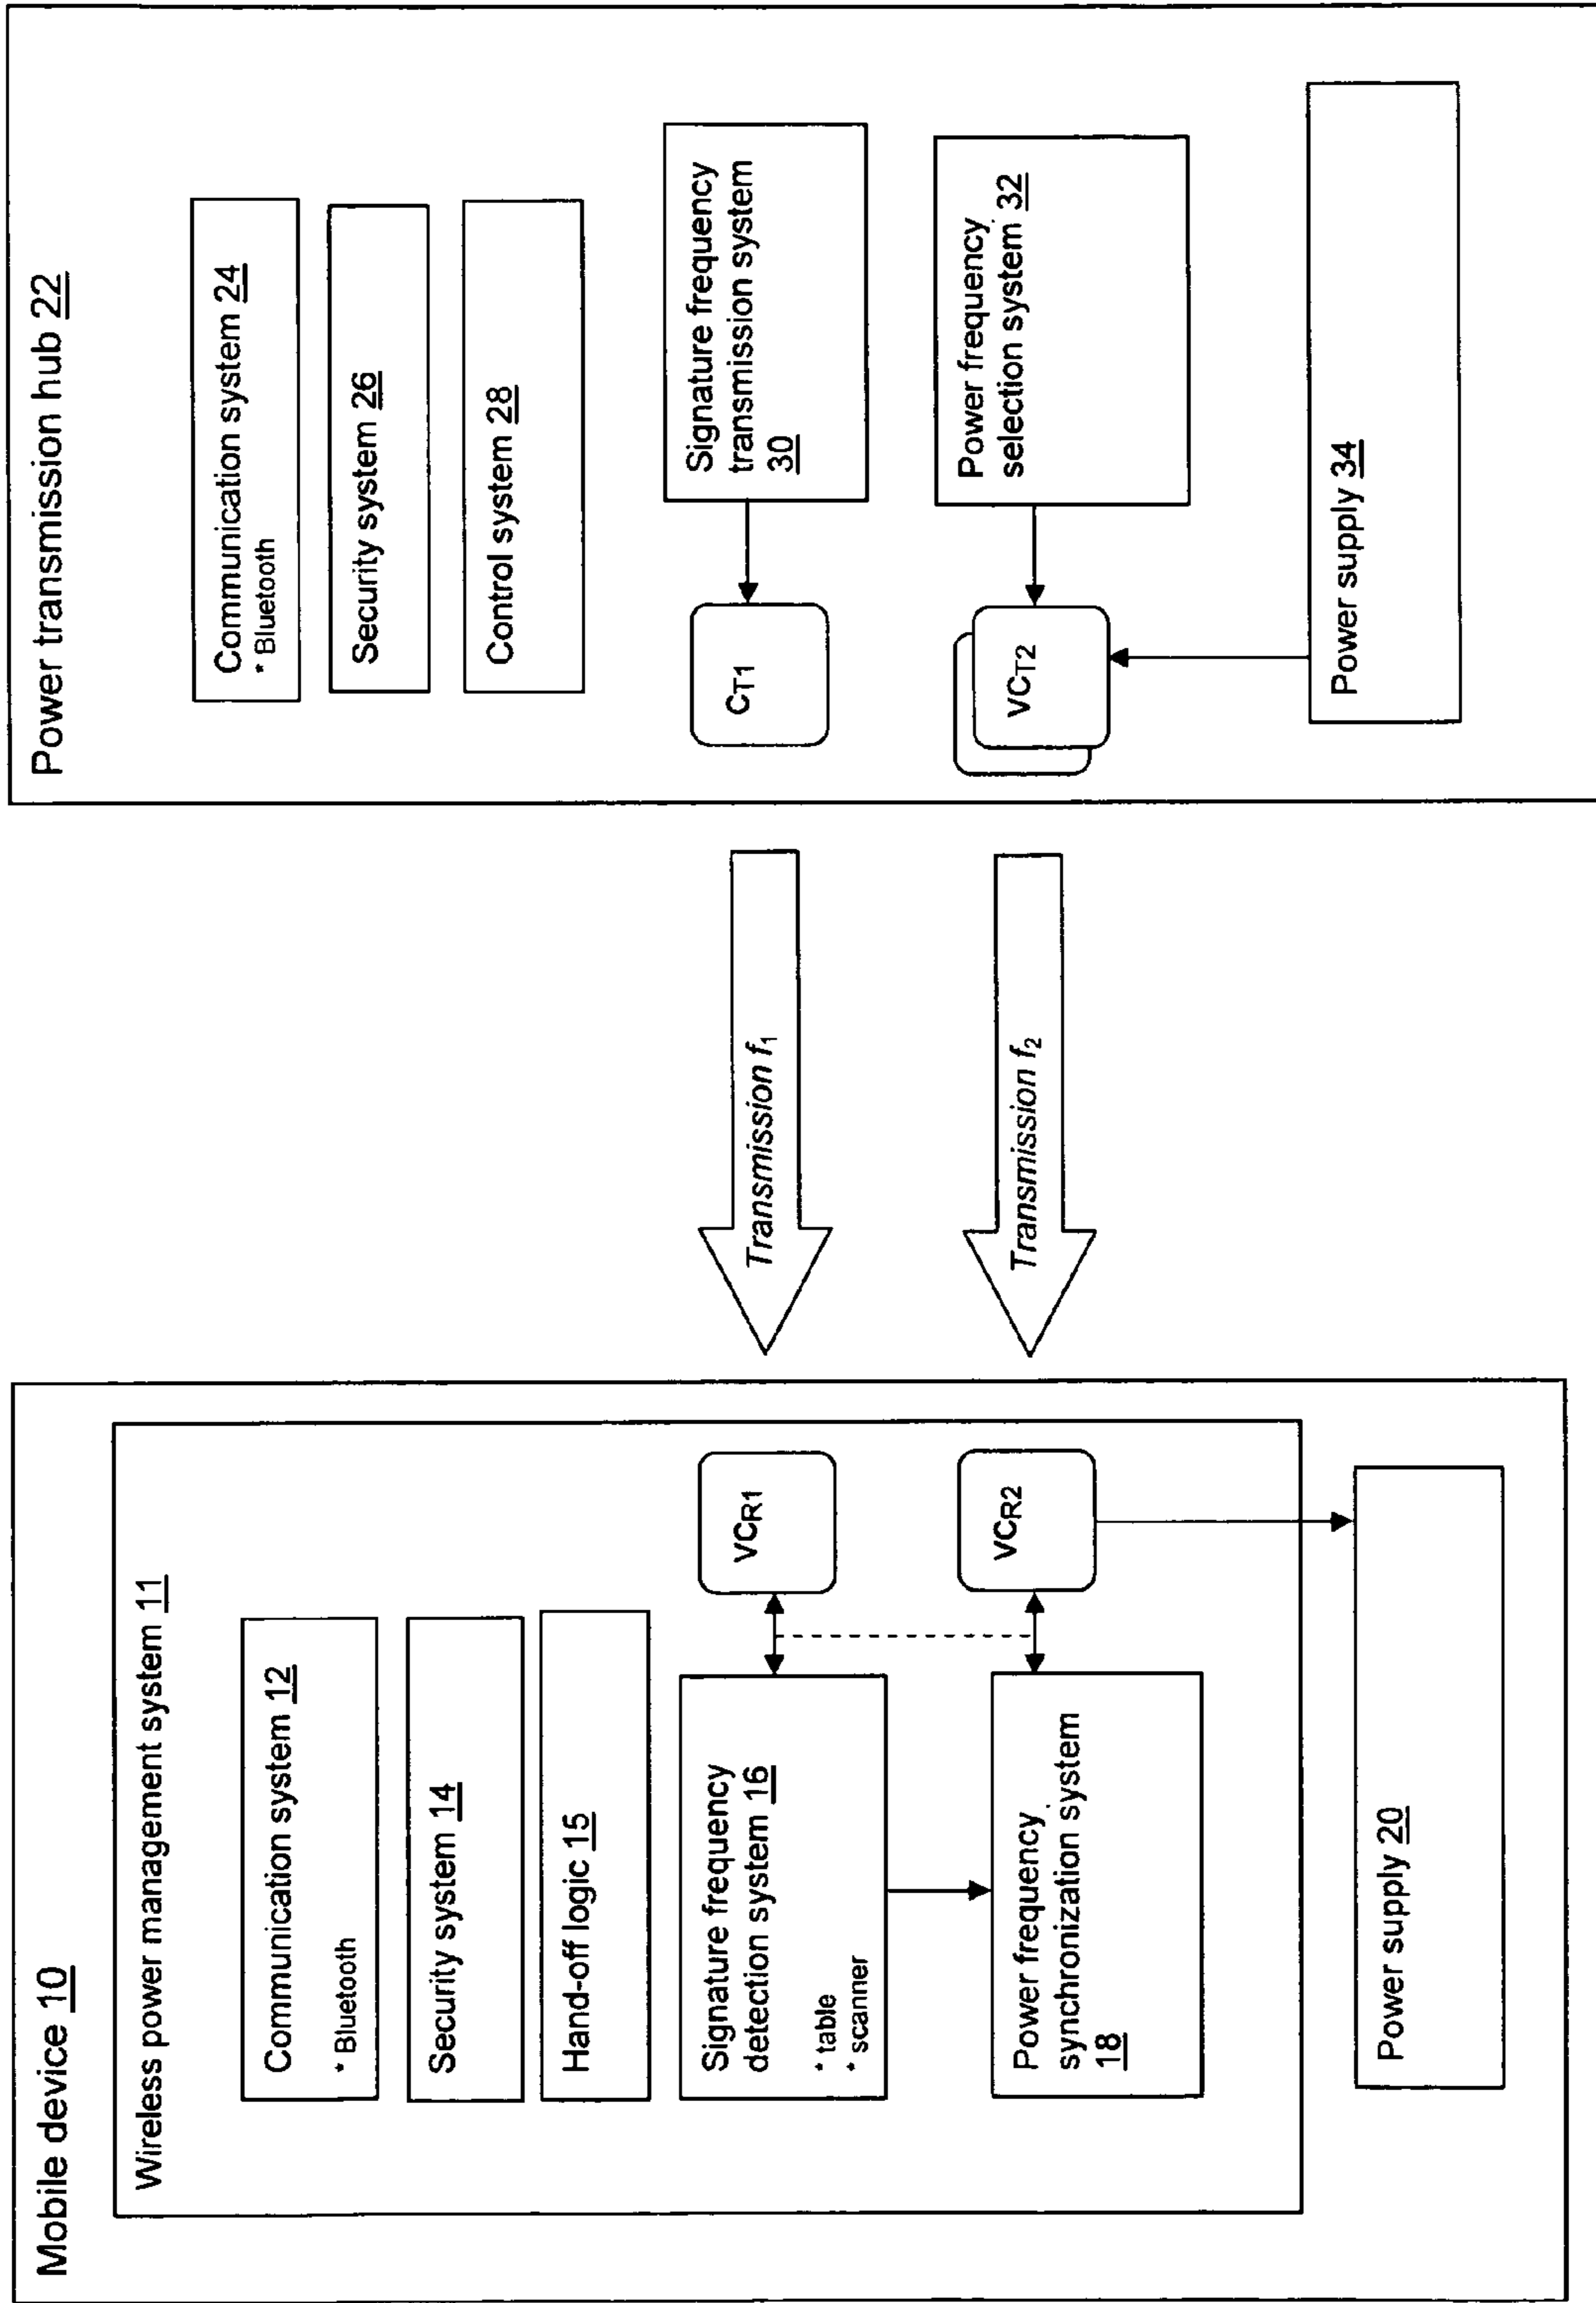 Mobile device 10
Wireless power management system 11
Communication system 12
* Bluetooth
Security system 14
Hand-off logic 15
Signature frequency
detection system 16
* table
* scanner
Power frequency
synchronization system
18
VCR1
VCR2
Power supply 20
Transmission f1
Transmission f2
Power transmission hub 22
Communication system 24
* Bluetooth
Security system 26
Control system 28
CT1
Signature frequency
transmission system
30
VCT2
Power frequency
selection system 32
Power supply 34